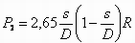 P₂ = 2,65 s/D (1 − s/D) R